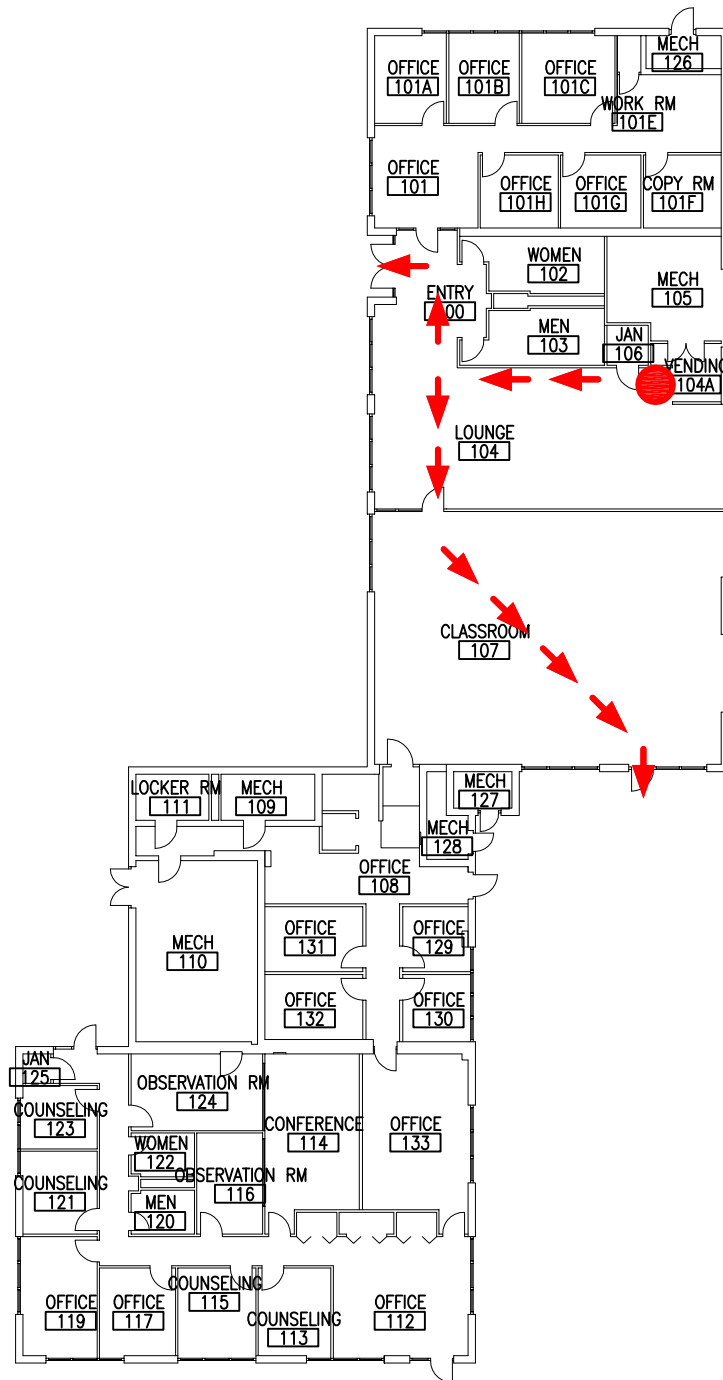 MECH
126
OFFICE
101A
OFFICE
101B
OFFICE
101C
WORK RM
101E
OFFICE
101
OFFICE
101H
OFFICE
101G
COPY RM
101F
WOMEN
102
MECH
105
ENTRY
MEN
103
JAN
106
VENDING
104A
LOUNGE
104
CLASSROOM
107
LOCKER RM
111
MECH
109
MECH
127
MECH
128
OFFICE
108
OFFICE
131
OFFICE
129
MECH
110
OFFICE
132
OFFICE
130
JAN
125
OBSERVATION RM
124
COUNSELING
123
CONFERENCE
114
OFFICE
133
WOMEN
122
OBSERVATION RM
116
COUNSELING
121
MEN
120
COUNSELING
115
OFFICE
119
OFFICE
117
COUNSELING
113
OFFICE
112